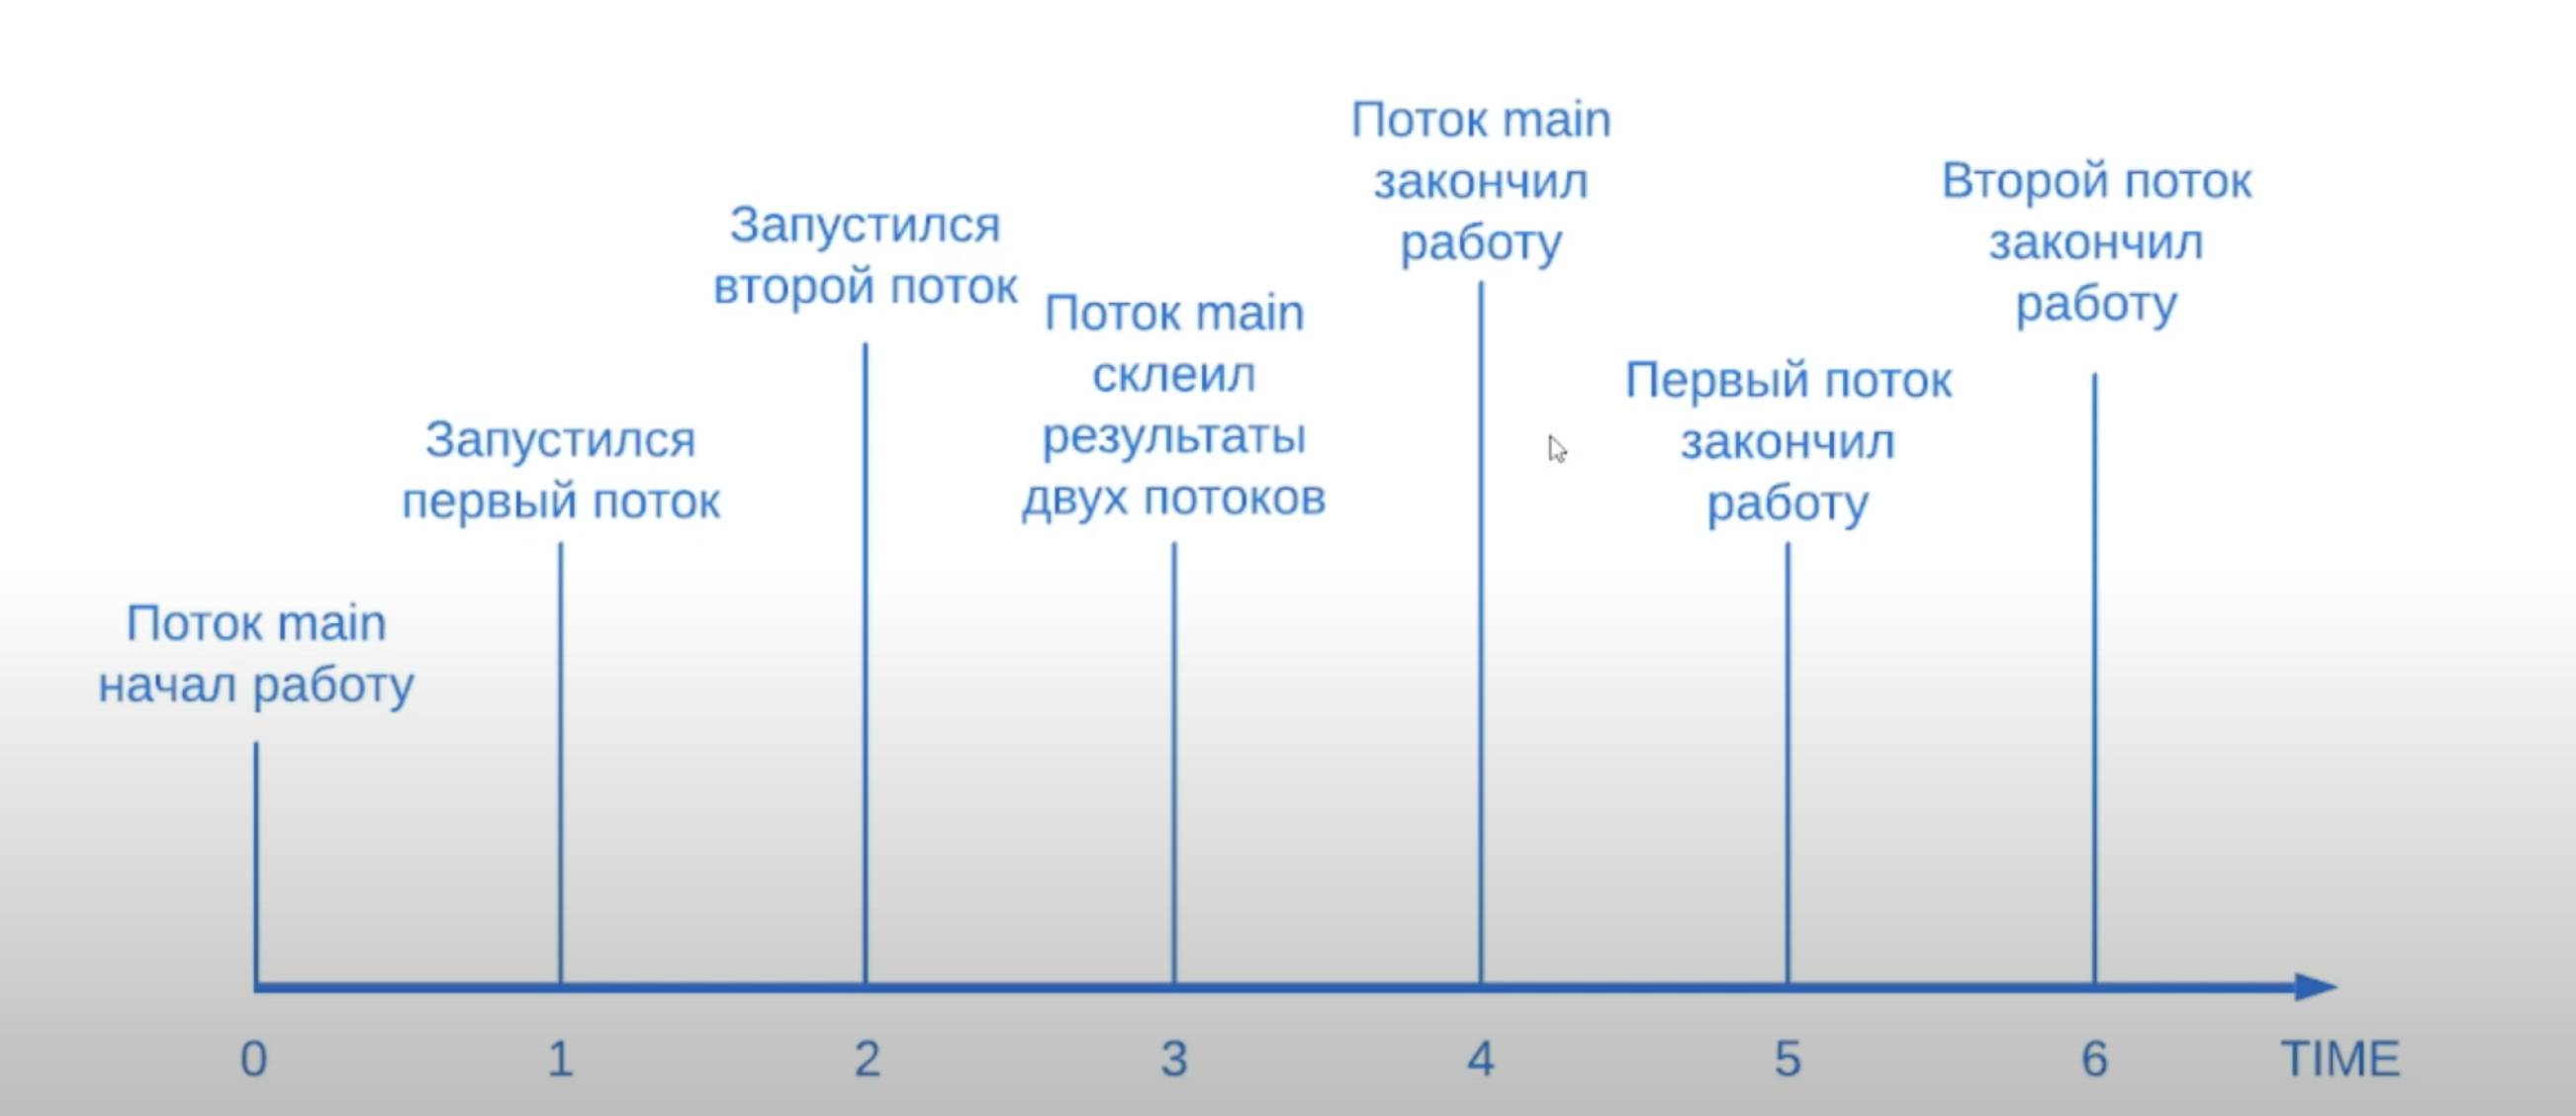 Поток main
начал работу
Запустился
первый поток
Запустился
второй поток
Поток main
склеил
результаты
двух потоков
Поток main
закончил
работу
Первый поток
закончил
работу
Второй поток
закончил
работу
0
1
2
3
4
5
6
TIME